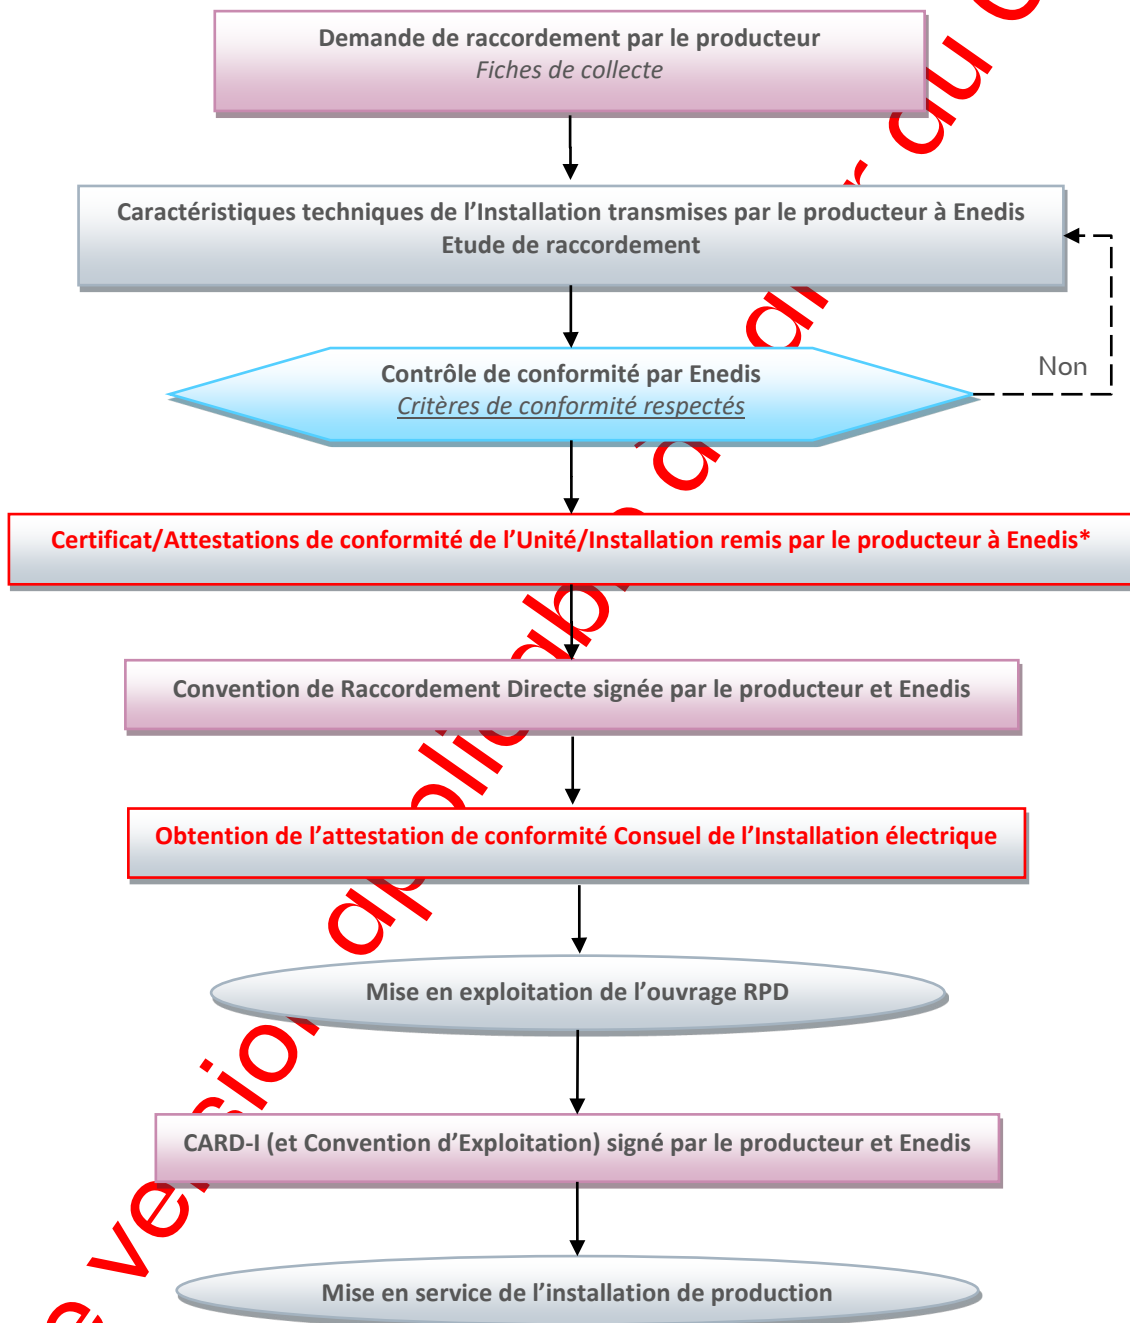 Demande de raccordement par le producteur
Fiches de collecte
Caractéristiques techniques de l’Installation transmises par le producteur à Enedis
Etude de raccordement
Contrôle de conformité par Enedis
Critères de conformité respectés
Non
Certificat/Attestations de conformité de l’Unité/Installation remis par le producteur à Enedis*
Convention de Raccordement Directe signée par le producteur et Enedis
Obtention de l’attestation de conformité Consuel de l’Installation électrique
Mise en exploitation de l’ouvrage RPD
CARD-I (et Convention d’Exploitation) signé par le producteur et Enedis
Mise en service de l’installation de production